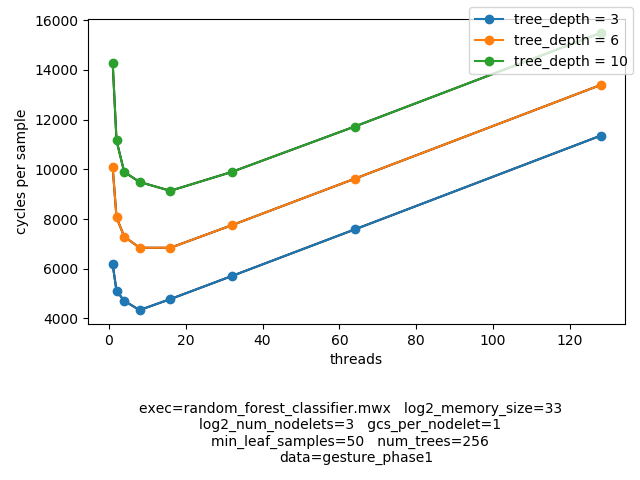 tree_depth = 3
tree_depth = 6
tree_depth = 10
16000
14000
12000
10000
8000
6000
4000
cycles per sample
0 20 40 60 80 100 120
threads
exec=random_forest_classifier.mwx log2_memory_size=33
log2_num_nodelets=3 gcs_per_nodelet=1
min_leaf_samples=50 num_trees=256
data=gesture_phase1